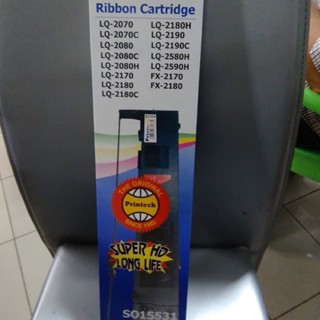 Ribbon Cartridge
LQ-2070 LQ-2180H
LQ-2070C LQ-2190
LQ-2080 LQ-2190C
LQ-2080C LQ-2580H
LQ-2080H LQ-2590H
LQ-2170 FX-2170
LQ-2180 FX-2180
LQ-2180C
THE ORIGINAL
Printech
SUPER HD
LONG LIFE
SO15531